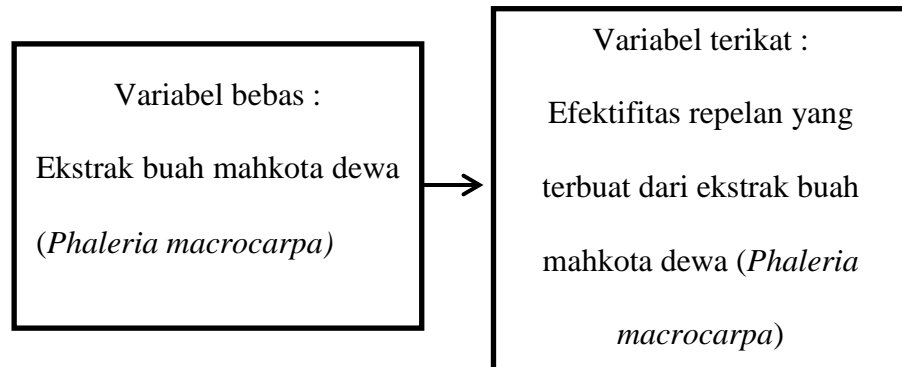 Variabel bebas :
Ekstrak buah mahkota dewa
(Phaleria macrocarpa)
Variabel terikat :
Efektifitas repelan yang
terbuat dari ekstrak buah
mahkota dewa (Phaleria
macrocarpa)